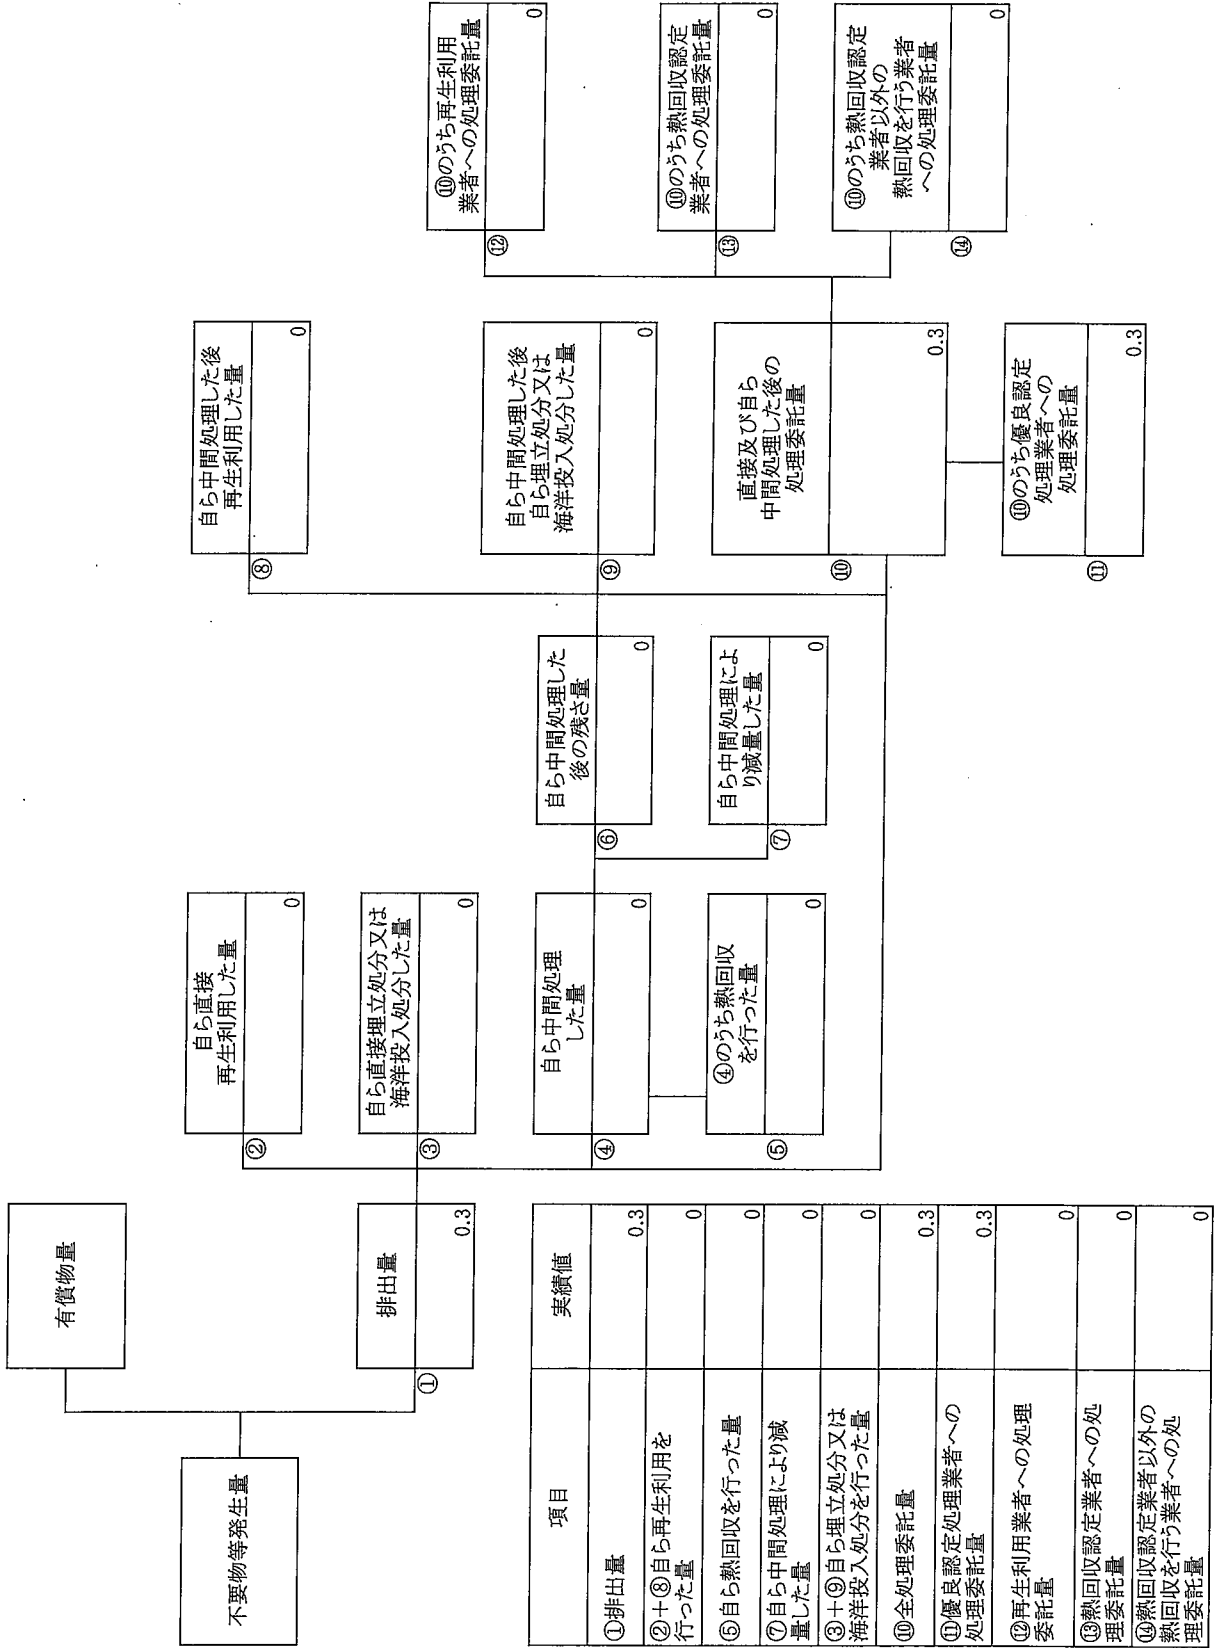 不要物等発生量
有償物量
①
排出量
0.3
②
自ら直接
再生利用した量
0
③
自ら直接埋立処分又は
海洋投入処分した量
0
④
自ら中間処理
した量
0
⑤
④のうち熱回収
を行った量
0
⑥
自ら中間処理した
後の残さ量
0
⑦
自ら中間処理によ
り減量した量
0
⑧
自ら中間処理した後
再生利用した量
0
⑨
自ら中間処理した後
自ら埋立処分又は
海洋投入処分した量
0
⑩
直接及び自ら
中間処理した後の
処理委託量
0.3
⑪
⑩のうち優良認定
処理業者への
処理委託量
0.3
⑫
⑩のうち再生利用
業者への処理委託量
0
⑬
⑩のうち熱回収認定
業者への処理委託量
0
⑭
⑩のうち熱回収認定
業者以外の
熱回収を行う業者
への処理委託量
0
項目 実績値
①排出量 0.3
②+⑧自ら再生利用を
行った量 0
⑤自ら熱回収を行った量 0
⑦自ら中間処理により減
量した量 0
③+⑨自ら埋立処分又は
海洋投入処分を行った量 0
⑩全処理委託量 0.3
⑪優良認定処理業者への
処理委託量 0.3
⑫再生利用業者への処理
委託量 0
⑬熱回収認定業者への処
理委託量 0
⑭熱回収認定業者以外の
熱回収を行う業者への処
理委託量 0